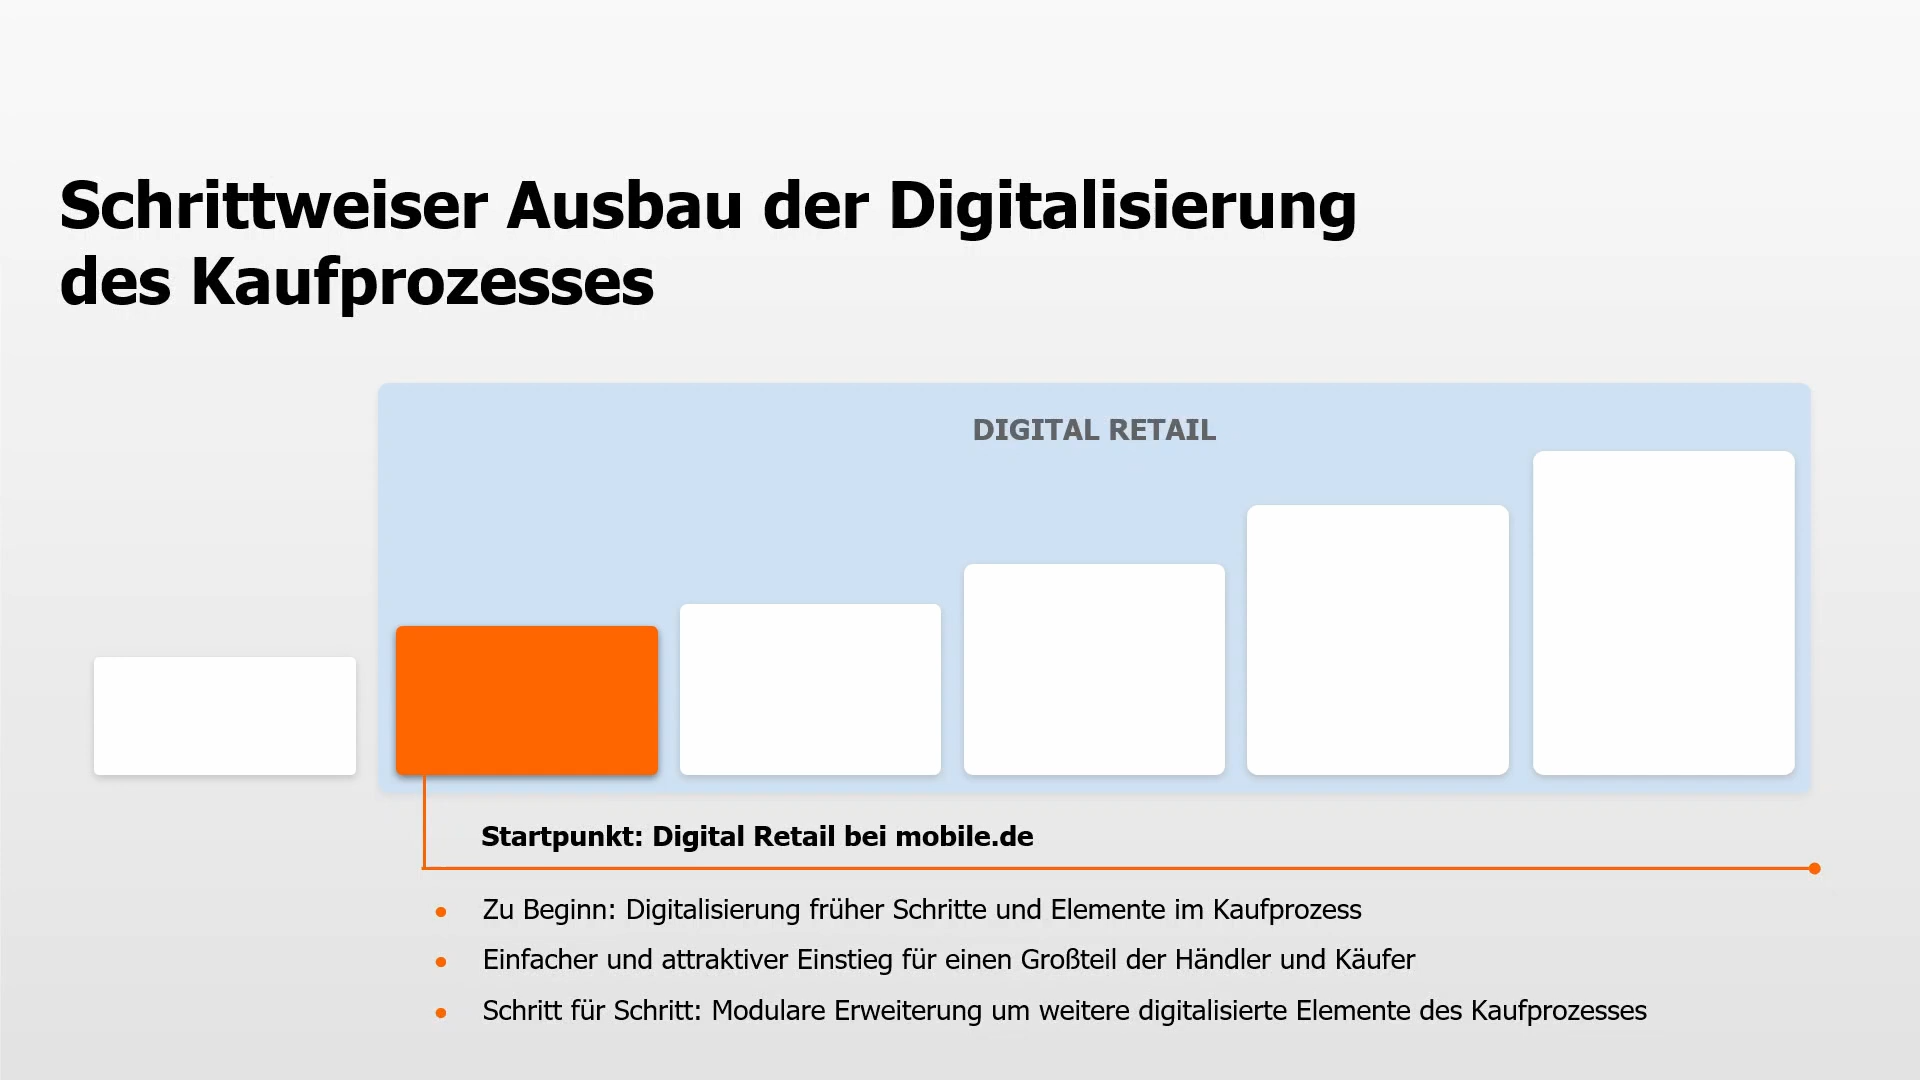 Schrittweiser Ausbau der Digitalisierung
des Kaufprozesses
DIGITAL RETAIL
Startpunkt: Digital Retail bei mobile.de
• Zu Beginn: Digitalisierung früher Schritte und Elemente im Kaufprozess
• Einfacher und attraktiver Einstieg für einen Großteil der Händler und Käufer
• Schritt für Schritt: Modulare Erweiterung um weitere digitalisierte Elemente des Kaufprozesses